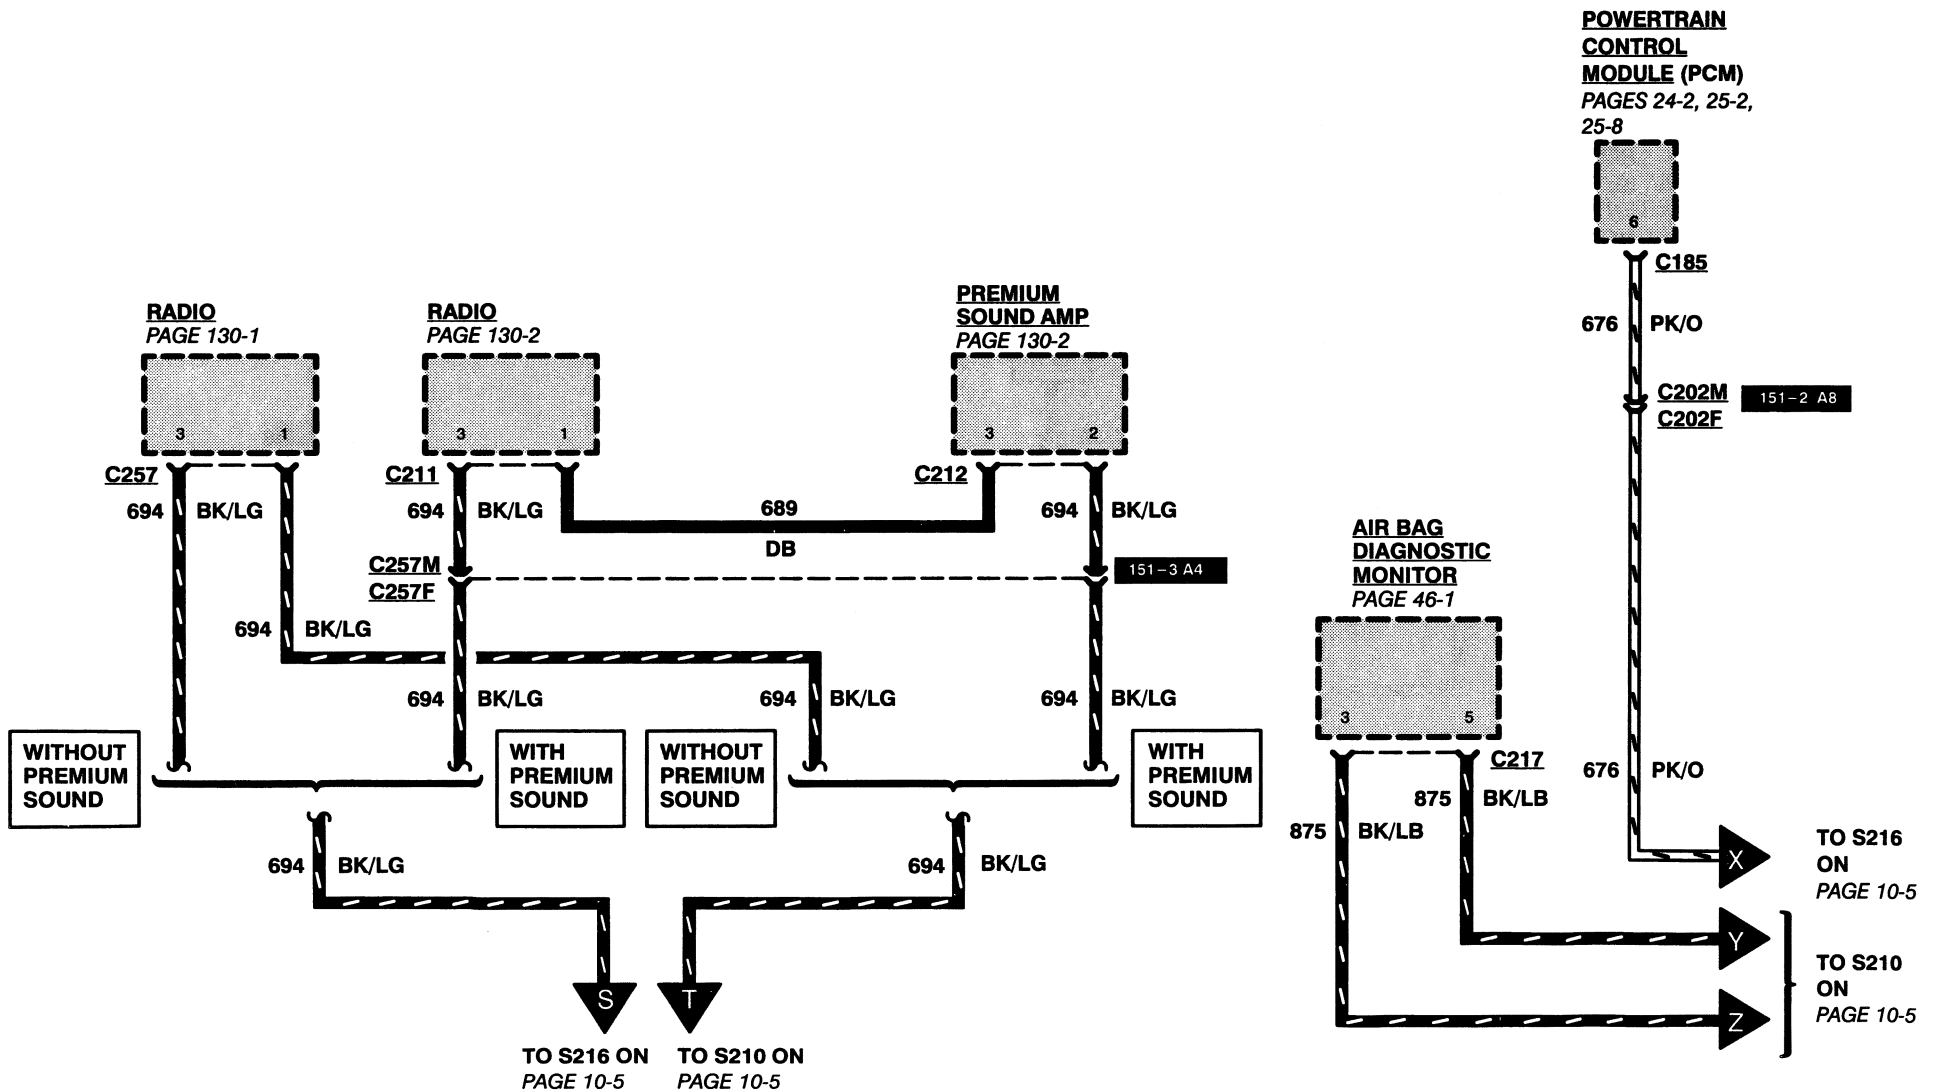 POWERTRAIN
CONTROL
MODULE (PCM)
PAGES 24-2, 25-2,
25-8
6
C185
676 PK/O
C202M
151-2 A8
C202F
RADIO
PAGE 130-1
3 1
C257
694 BK/LG
694 BK/LG
RADIO
PAGE 130-2
3 1
C211
694 BK/LG
689
DB
PREMIUM
SOUND AMP
PAGE 130-2
3 2
C212
694 BK/LG
C257M
C257F
151-3 A4
694 BK/LG
694 BK/LG
694 BK/LG
WITHOUT
PREMIUM
SOUND
WITH
PREMIUM
SOUND
WITHOUT
PREMIUM
SOUND
WITH
PREMIUM
SOUND
694 BK/LG
694 BK/LG
S
T
TO S216 ON
PAGE 10-5
TO S210 ON
PAGE 10-5
AIR BAG
DIAGNOSTIC
MONITOR
PAGE 46-1
3 5
C217
875 BK/LB
875 BK/LB
676 PK/O
X
TO S216
ON
PAGE 10-5
Y
Z
TO S210
ON
PAGE 10-5